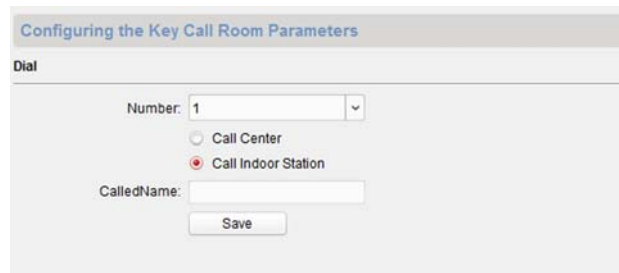 Configuring the Key Call Room Parameters
Dial
Number: 1
Call Center
Call Indoor Station
CalledName:
Save